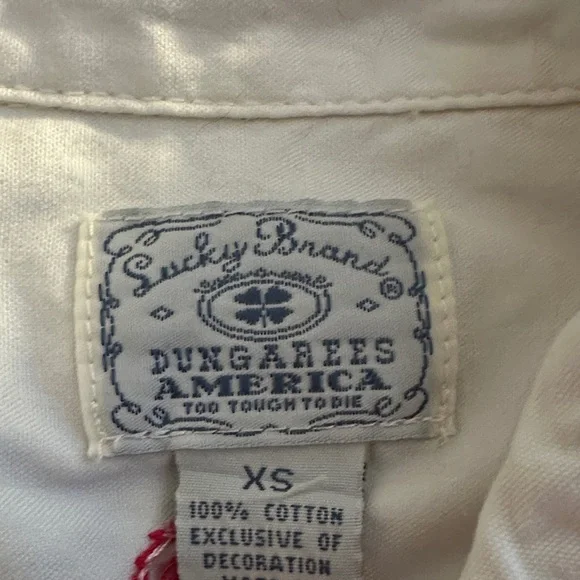 Lucky Brand ®
DUNGAREES
AMERICA
TOO TOUGH TO DIE
XS
100% COTTON
EXCLUSIVE OF
DECORATION